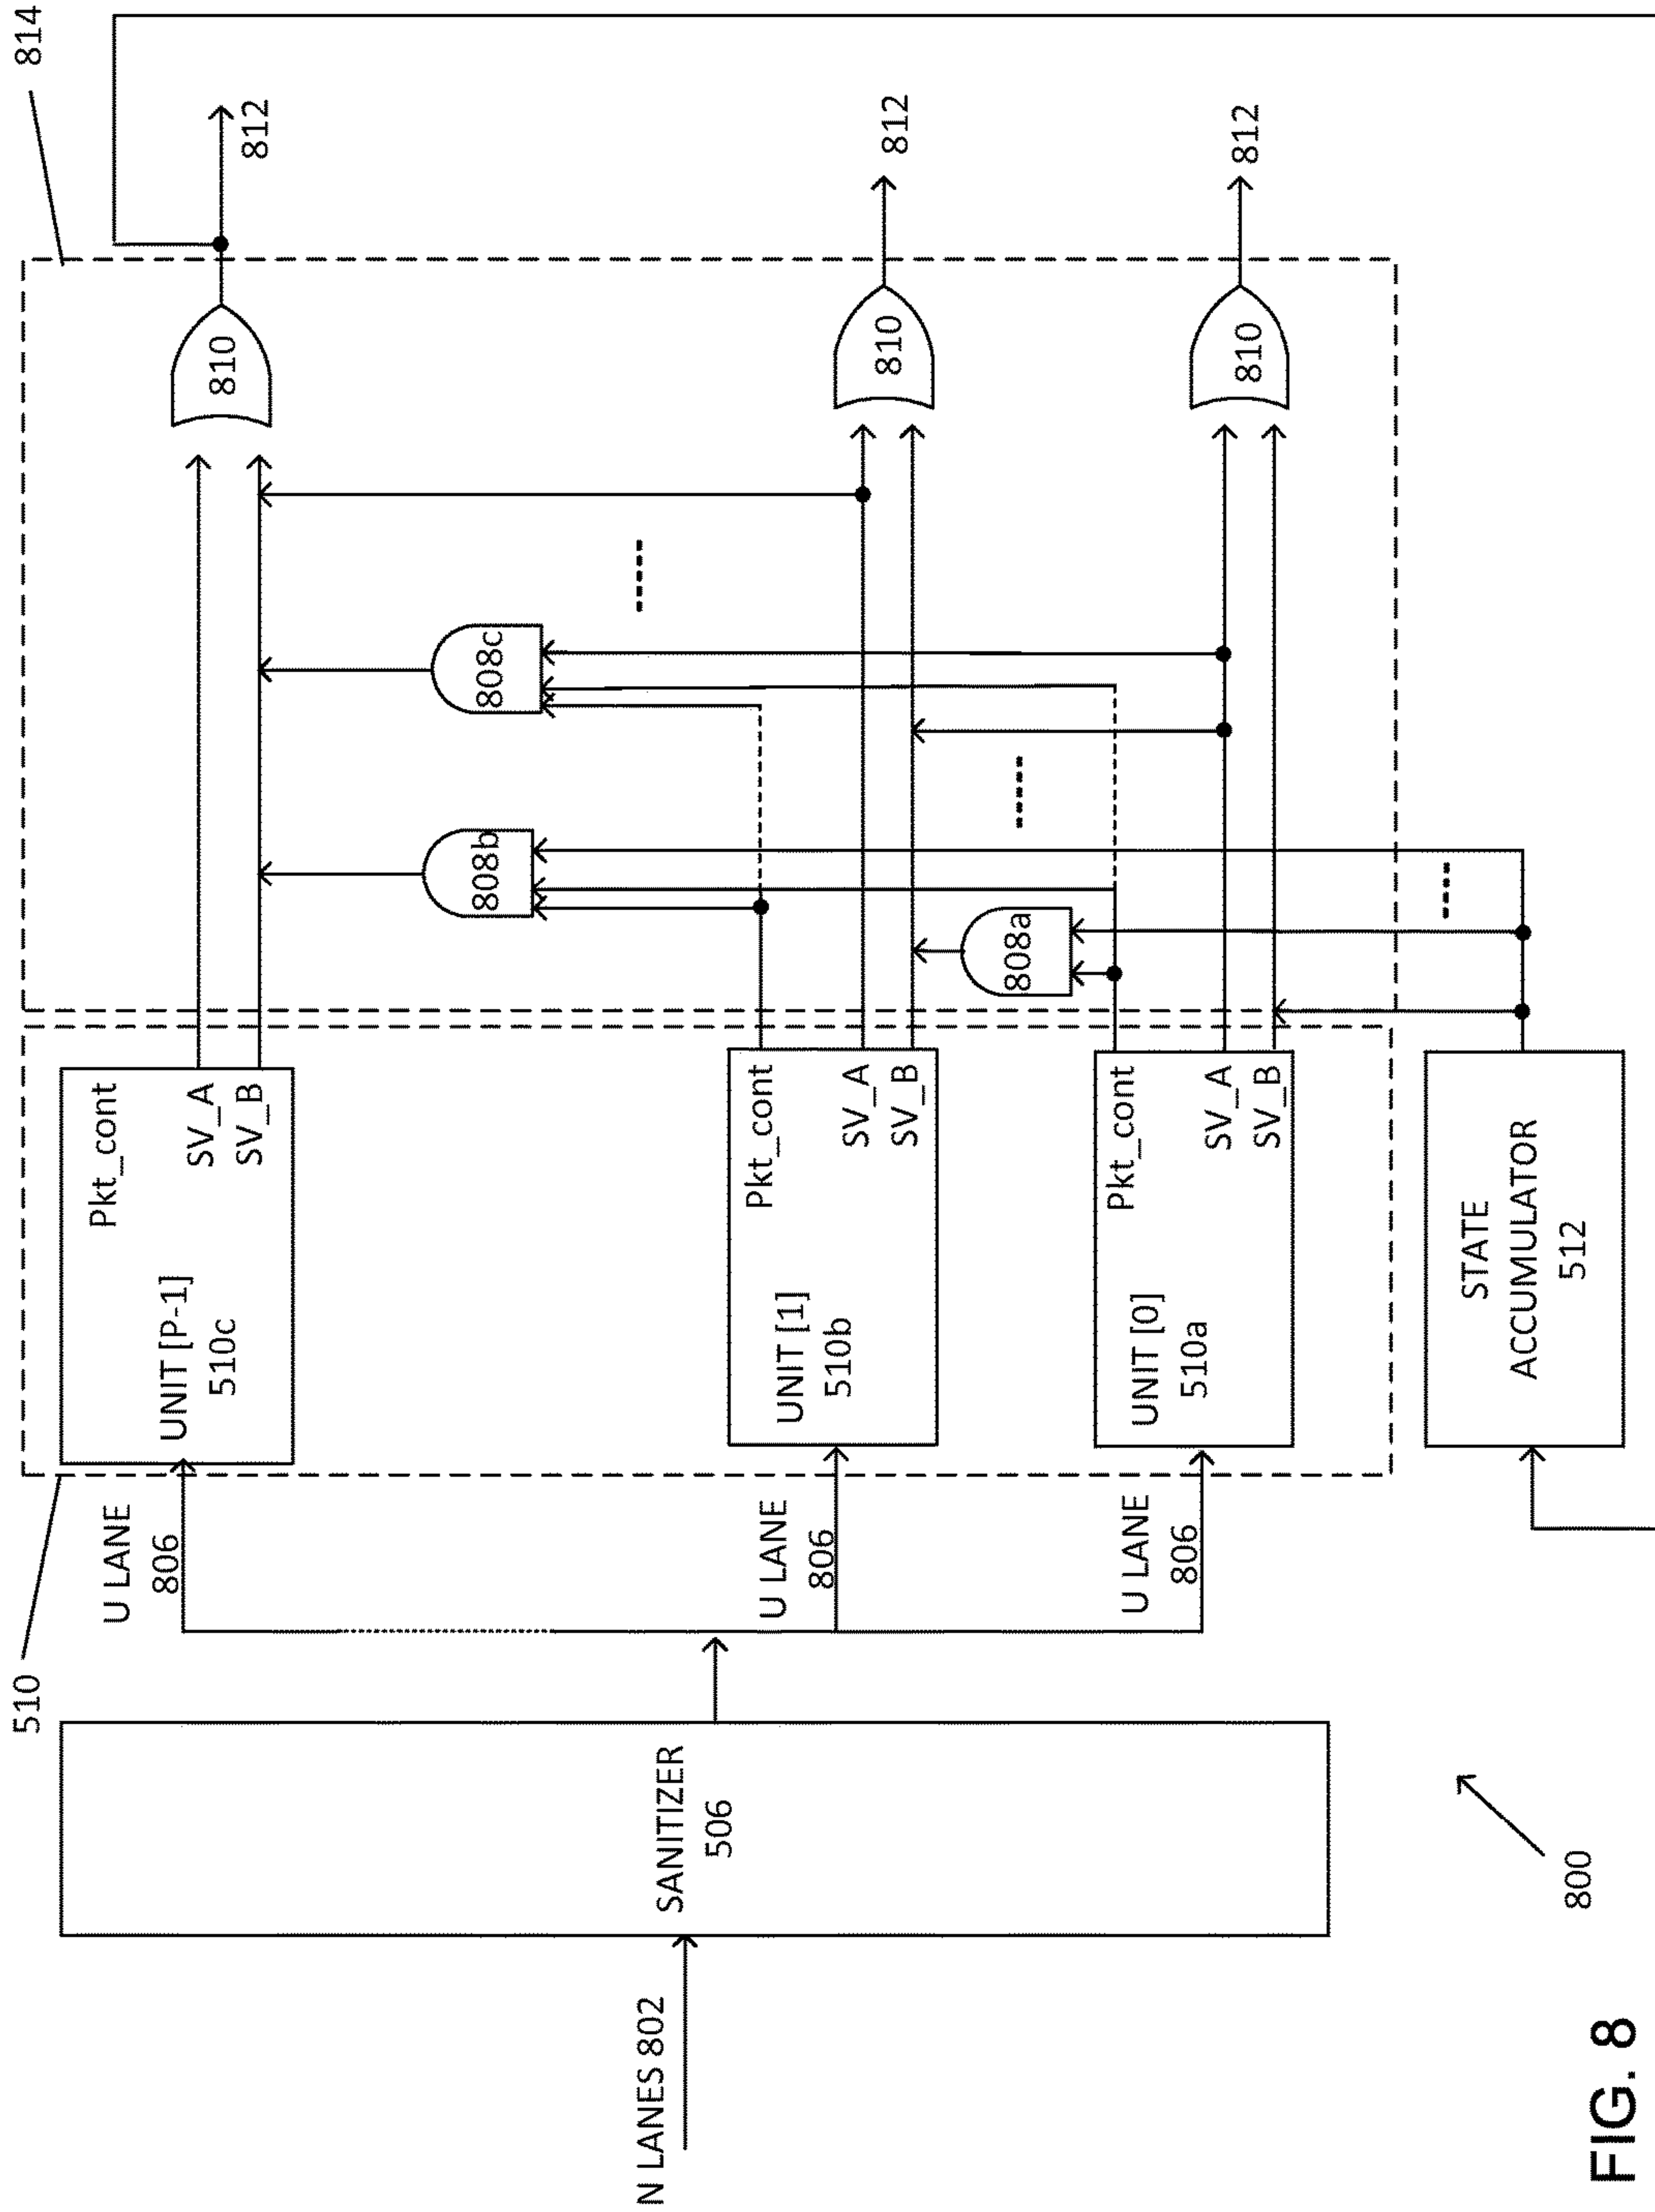 814
510
U LANE
806
UNIT [P-1]
510c
Pkt_cont
SV_A
SV_B
810
812
N LANES 802
SANITIZER
506
U LANE
806
UNIT [1]
510b
Pkt_cont
SV_A
SV_B
808b
808c
810
812
U LANE
806
UNIT [0]
510a
Pkt_cont
SV_A
SV_B
808a
810
812
STATE
ACCUMULATOR
512
800
FIG. 8